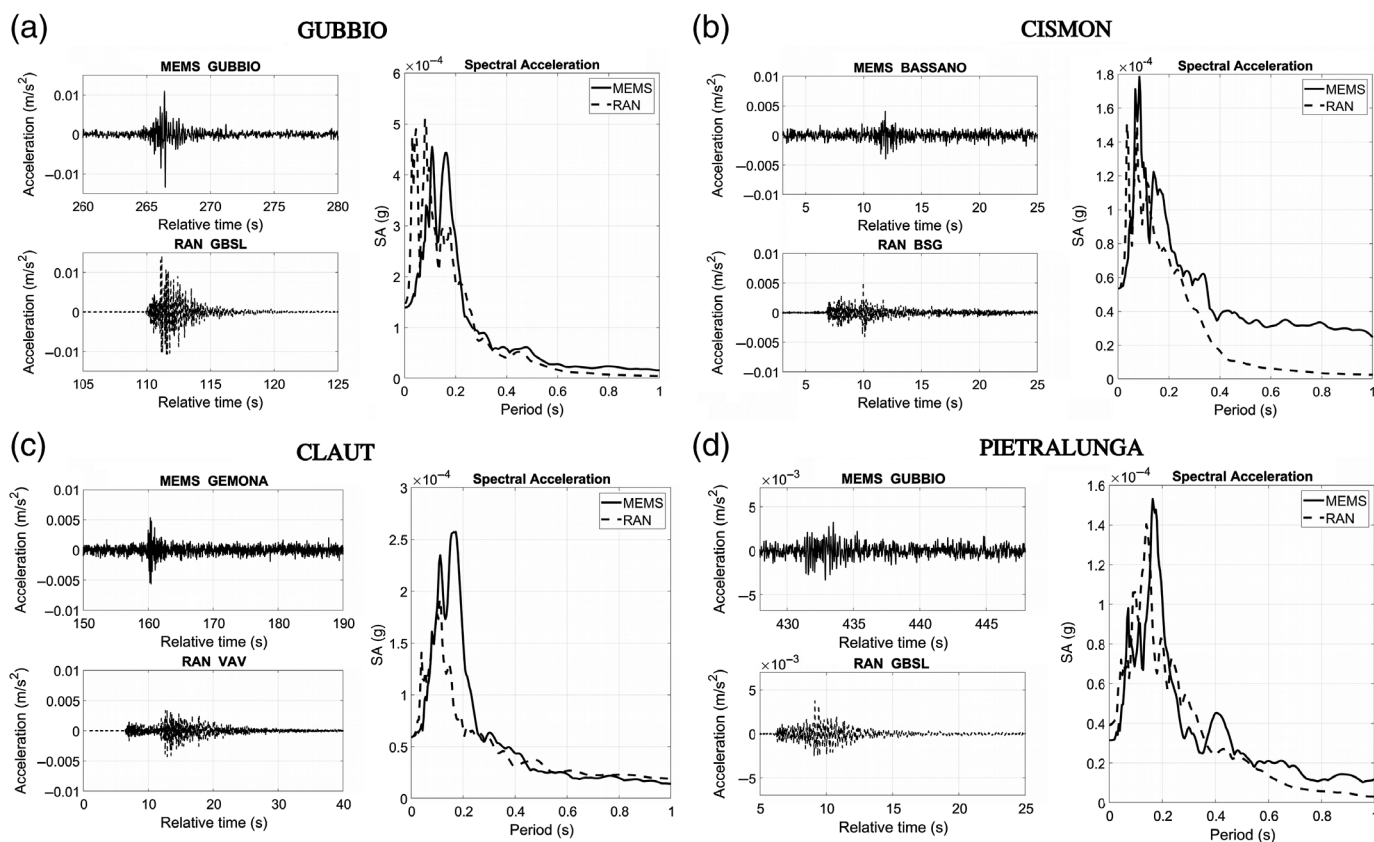 (a)
GUBBIO
MEMS GUBBIO
Acceleration (m/s²)
0.01
0
−0.01
260 265 270 275 280
Relative time (s)
RAN GBSL
Acceleration (m/s²)
0.01
0
−0.01
105 110 115 120 125
Relative time (s)
×10⁻⁴
Spectral Acceleration
MEMS
RAN
SA (g)
6
5
4
3
2
1
0
0 0.2 0.4 0.6 0.8 1
Period (s)
(b)
CISMON
MEMS BASSANO
Acceleration (m/s²)
0.01
0.005
0
−0.005
−0.01
5 10 15 20 25
Relative time (s)
RAN BSG
Acceleration (m/s²)
0.01
0.005
0
−0.005
−0.01
5 10 15 20 25
Relative time (s)
×10⁻⁴
Spectral Acceleration
MEMS
RAN
SA (g)
1.8
1.6
1.4
1.2
1
0.8
0.6
0.4
0.2
0
0 0.2 0.4 0.6 0.8 1
Period (s)
(c)
CLAUT
MEMS GEMONA
Acceleration (m/s²)
0.01
0.005
0
−0.005
−0.01
150 160 170 180 190
Relative time (s)
RAN VAV
Acceleration (m/s²)
0.01
0.005
0
−0.005
−0.01
0 10 20 30 40
Relative time (s)
×10⁻⁴
Spectral Acceleration
MEMS
RAN
SA (g)
3
2.5
2
1.5
1
0.5
0
0 0.2 0.4 0.6 0.8 1
Period (s)
(d)
PIETRALUNGA
×10⁻³
MEMS GUBBIO
Acceleration (m/s²)
5
0
−5
430 435 440 445
Relative time (s)
×10⁻³
RAN GBSL
Acceleration (m/s²)
5
0
−5
5 10 15 20 25
Relative time (s)
×10⁻⁴
Spectral Acceleration
MEMS
RAN
SA (g)
1.6
1.4
1.2
1
0.8
0.6
0.4
0.2
0
0 0.2 0.4 0.6 0.8 1
Period (s)